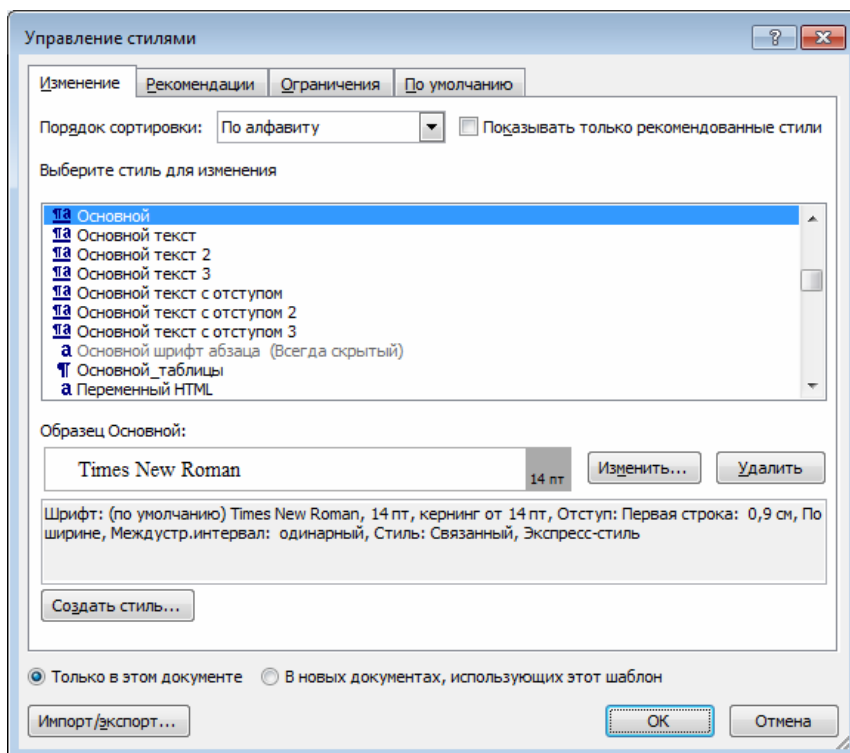 Управление стилями
Изменение Рекомендации Ограничения По умолчанию
Порядок сортировки: По алфавиту Показывать только рекомендованные стили
Выберите стиль для изменения
¶a Основной
¶a Основной текст
¶a Основной текст 2
¶a Основной текст 3
¶a Основной текст с отступом
¶a Основной текст с отступом 2
¶a Основной текст с отступом 3
a Основной шрифт абзаца (Всегда скрытый)
¶ Основной_таблицы
a Переменный HTML
Образец Основной:
Times New Roman 14 пт Изменить... Удалить
Шрифт: (по умолчанию) Times New Roman, 14 пт, кернинг от 14 пт, Отступ: Первая строка: 0,9 см, По
ширине, Междустр.интервал: одинарный, Стиль: Связанный, Экспресс-стиль
Создать стиль...
Только в этом документе В новых документах, использующих этот шаблон
Импорт/экспорт... ОК Отмена